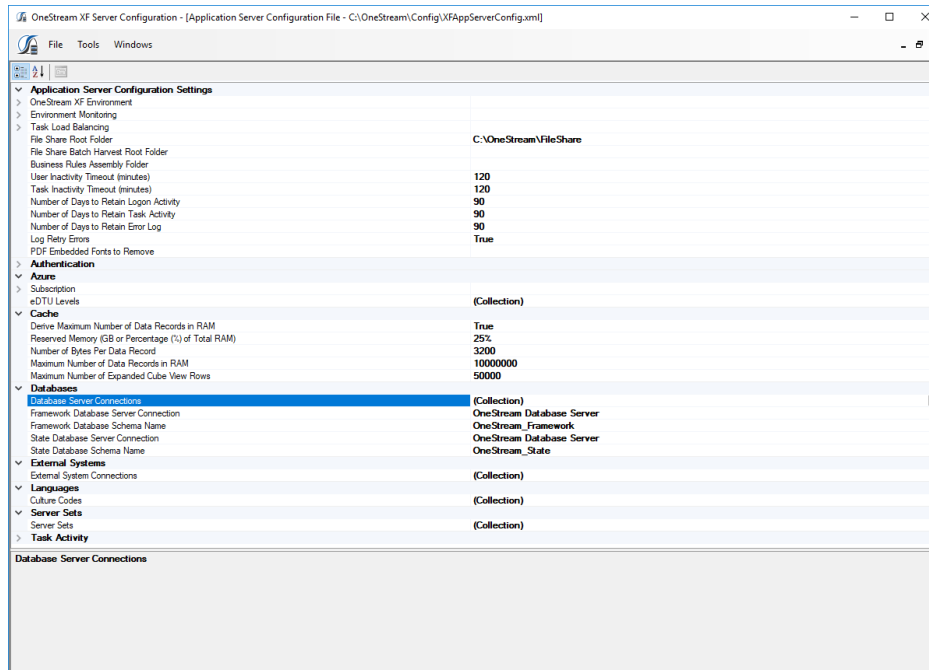 OneStream XF Server Configuration - [Application Server Configuration File - C:\OneStream\Config\XFAppServerConfig.xml]
File Tools Windows
Application Server Configuration Settings
OneStream XF Environment
Environment Monitoring
Task Load Balancing
File Share Root Folder C:\OneStream\FileShare
File Share Batch Harvest Root Folder
Business Rules Assembly Folder
User Inactivity Timeout (minutes) 120
Task Inactivity Timeout (minutes) 120
Number of Days to Retain Logon Activity 90
Number of Days to Retain Task Activity 90
Number of Days to Retain Error Log 90
Log Retry Errors True
PDF Embedded Fonts to Remove
Authentication
Azure
Subscription
eDTU Levels (Collection)
Cache
Derive Maximum Number of Data Records in RAM True
Reserved Memory (GB or Percentage (%) of Total RAM) 25%
Number of Bytes Per Data Record 3200
Maximum Number of Data Records in RAM 10000000
Maximum Number of Expanded Cube View Rows 50000
Databases
Database Server Connections (Collection)
Framework Database Server Connection OneStream Database Server
Framework Database Schema Name OneStream_Framework
State Database Server Connection OneStream Database Server
State Database Schema Name OneStream_State
External Systems
External System Connections (Collection)
Languages
Culture Codes (Collection)
Server Sets
Server Sets (Collection)
Task Activity
Database Server Connections